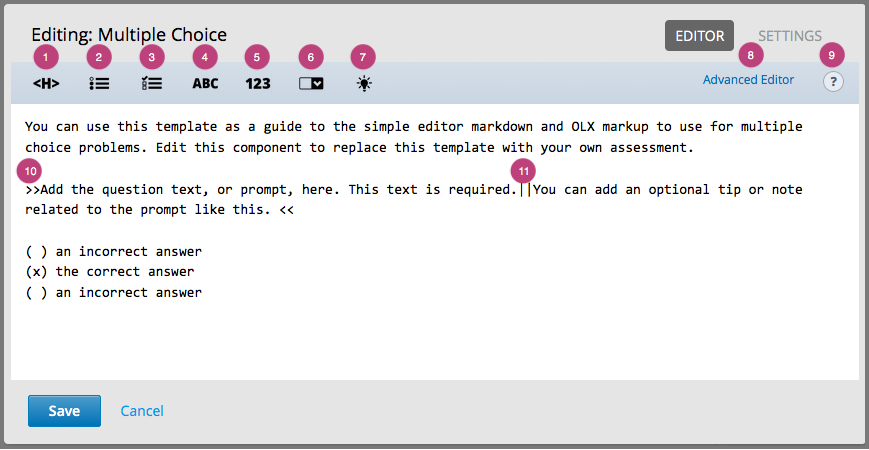 Editing: Multiple Choice
EDITOR
SETTINGS
1
2
3
4
5
6
7
8
9
<H>
ABC
123
Advanced Editor
?
You can use this template as a guide to the simple editor markdown and OLX markup to use for multiple
choice problems. Edit this component to replace this template with your own assessment.
10
11
>>Add the question text, or prompt, here. This text is required.||You can add an optional tip or note
related to the prompt like this. <<
( ) an incorrect answer
(x) the correct answer
( ) an incorrect answer
Save
Cancel